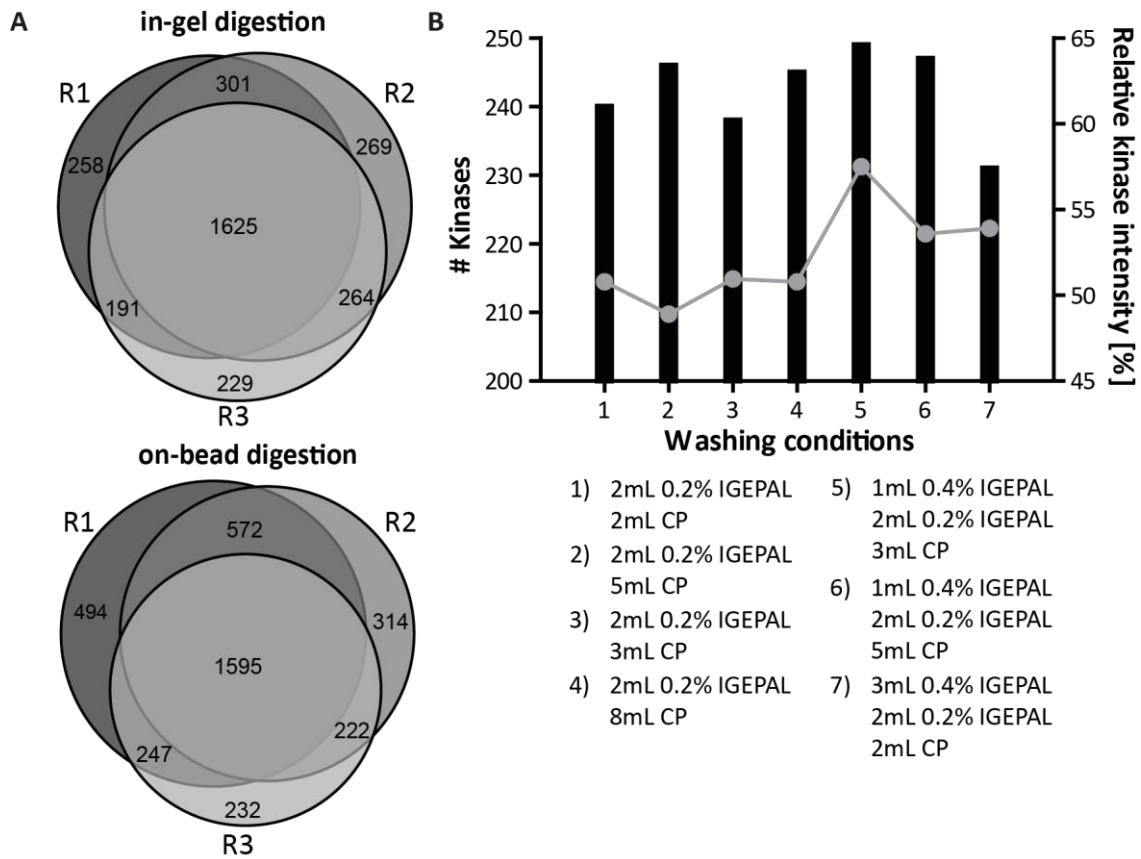 A
in-gel digestion
R1
R2
R3
301
258
269
1625
191
264
229
on-bead digestion
R1
R2
R3
572
494
314
1595
247
222
232
B
# Kinases
250
240
230
220
210
200
Relative kinase intensity [%]
65
60
55
50
45
1 2 3 4 5 6 7
Washing conditions
1) 2mL 0.2% IGEPAL
2mL CP
2) 2mL 0.2% IGEPAL
5mL CP
3) 2mL 0.2% IGEPAL
3mL CP
4) 2mL 0.2% IGEPAL
8mL CP
5) 1mL 0.4% IGEPAL
2mL 0.2% IGEPAL
3mL CP
6) 1mL 0.4% IGEPAL
2mL 0.2% IGEPAL
5mL CP
7) 3mL 0.4% IGEPAL
2mL 0.2% IGEPAL
2mL CP